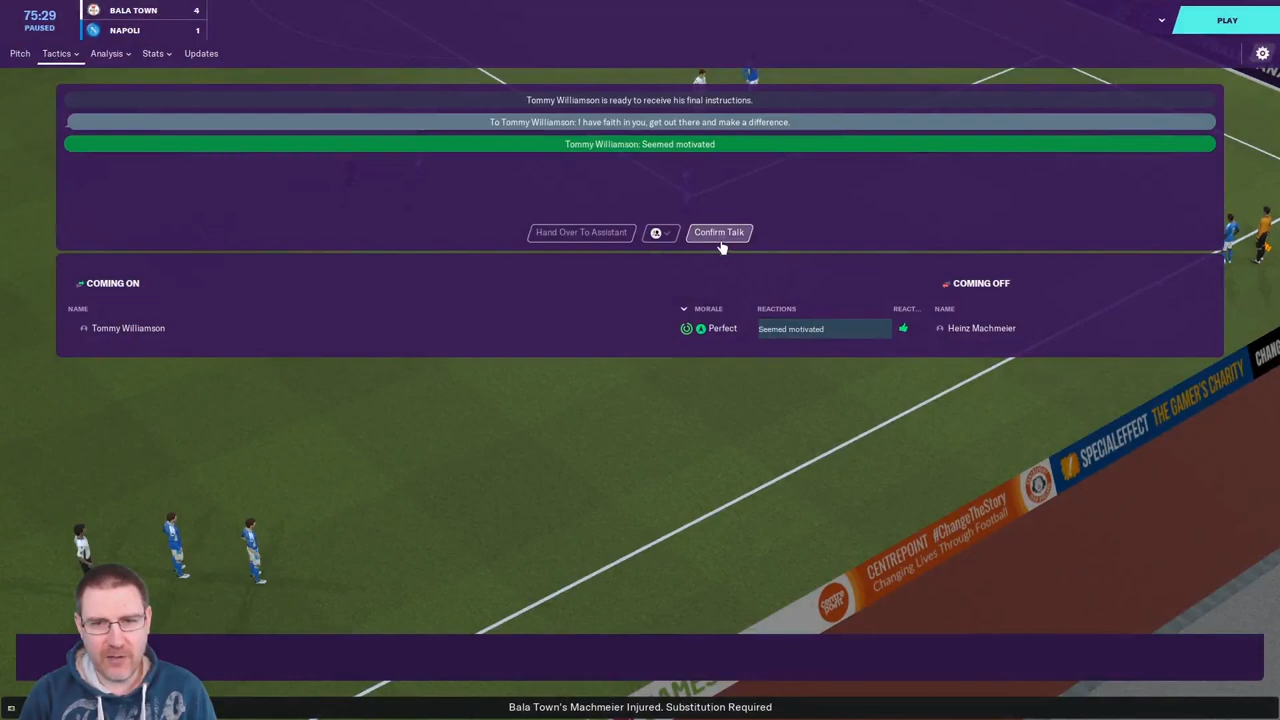 75:29
PAUSED
BALA TOWN 4
NAPOLI 1
PLAY
Pitch Tactics Analysis Stats Updates
Tommy Williamson is ready to receive his final instructions.
To Tommy Williamson: I have faith in you, get out there and make a difference.
Tommy Williamson: Seemed motivated
Hand Over To Assistant Confirm Talk
COMING ON COMING OFF
NAME MORALE REACTIONS REACT... NAME
Tommy Williamson Perfect Seemed motivated Heinz Machmeier
SPECIALEFFECT THE GAMER'S CHARITY
CENTREPOINT #ChangeTheStory
Changing Lives Through Football
Bala Town's Machmeier Injured. Substitution Required